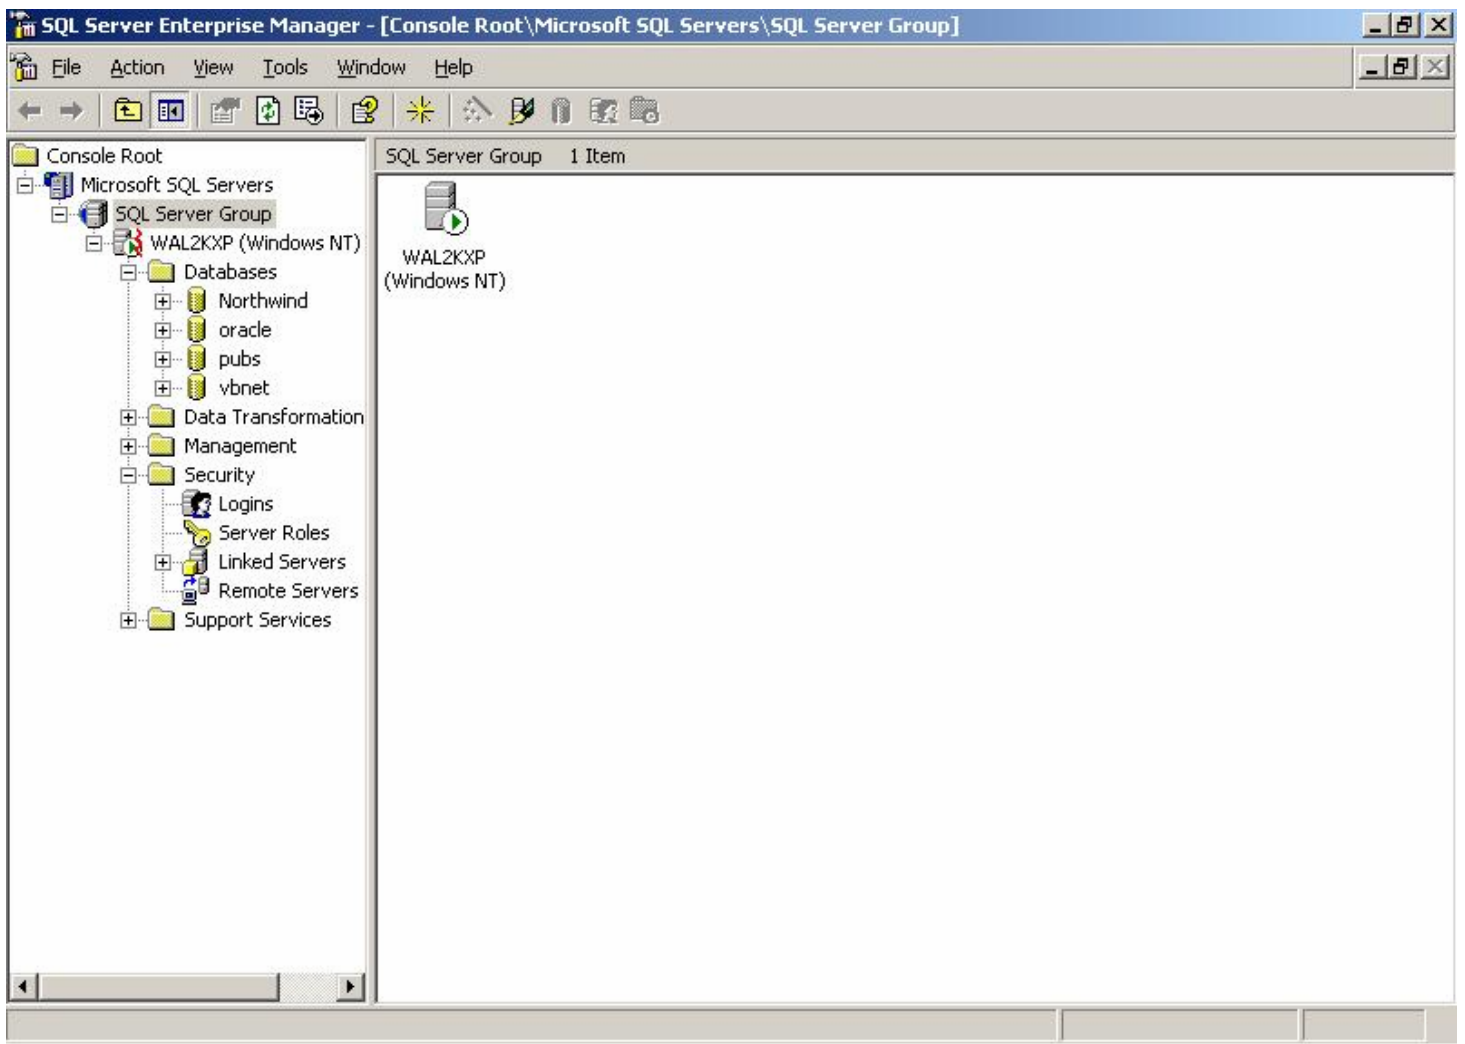 SQL Server Enterprise Manager - [Console Root\Microsoft SQL Servers\SQL Server Group]
File Action View Tools Window Help
Console Root
Microsoft SQL Servers
SQL Server Group
WAL2KXP (Windows NT)
Databases
Northwind
oracle
pubs
vbnet
Data Transformation
Management
Security
Logins
Server Roles
Linked Servers
Remote Servers
Support Services
SQL Server Group 1 Item
WAL2KXP
(Windows NT)